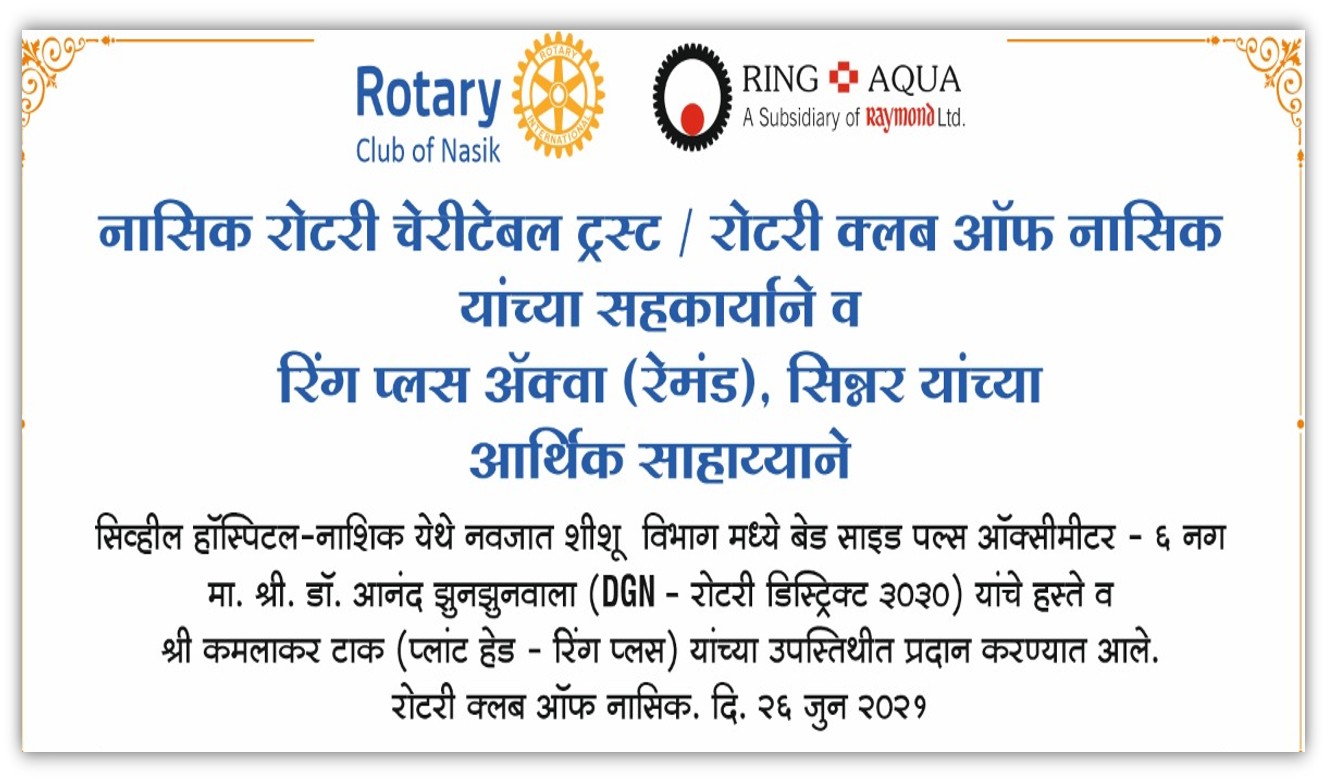 Rotary
Club of Nasik
ROTARY
INTERNATIONAL
RING AQUA
A Subsidiary of Raymond Ltd.
नासिक रोटरी चेरीटेबल ट्रस्ट / रोटरी क्लब ऑफ नासिक
यांच्या सहकार्याने व
रिंग प्लस ॲक्वा (रेमंड), सिन्नर यांच्या
आर्थिक साहाय्याने
सिव्हील हॉस्पिटल-नाशिक येथे नवजात शीशू विभाग मध्ये बेड साइड पल्स ऑक्सीमीटर - ६ नग
मा. श्री. डॉ. आनंद झुनझुनवाला (DGN - रोटरी डिस्ट्रिक्ट ३०३०) यांचे हस्ते व
श्री कमलाकर टाक (प्लांट हेड - रिंग प्लस) यांच्या उपस्तिथीत प्रदान करण्यात आले.
रोटरी क्लब ऑफ नासिक. दि. २६ जुन २०२१